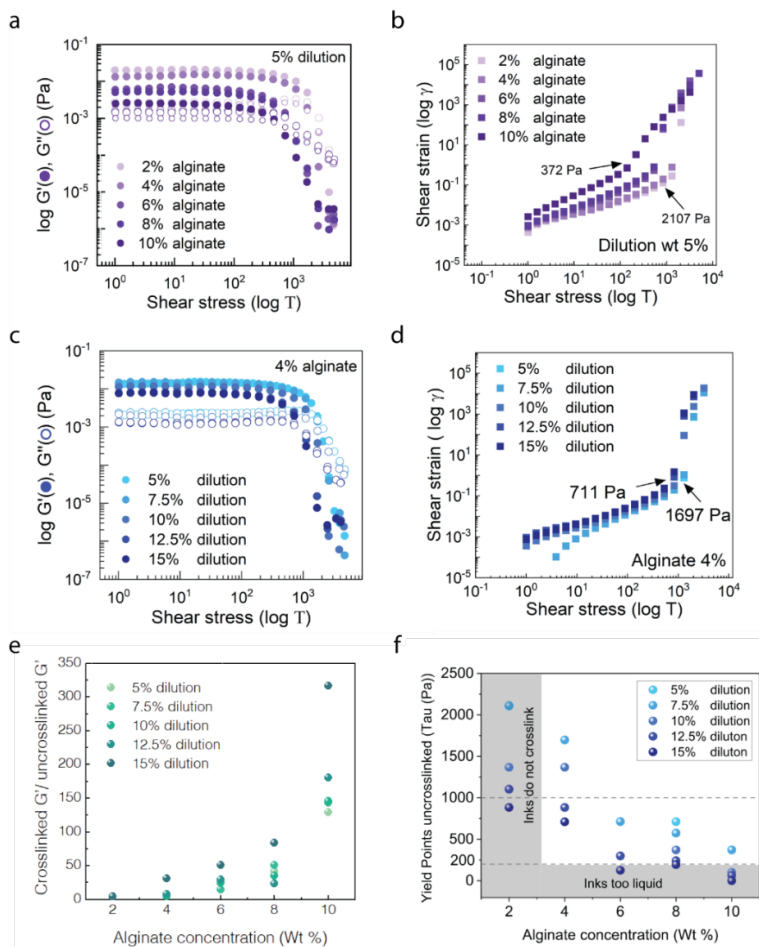 a
log G'(●), G''(○) (Pa)
10⁻¹
10⁻³
10⁻⁵
10⁻⁷
5% dilution
2% alginate
4% alginate
6% alginate
8% alginate
10% alginate
10⁰ 10¹ 10² 10³
Shear stress (log T)
b
Shear strain (log γ)
10⁵
10³
10¹
10⁻¹
10⁻³
10⁻⁵
2% alginate
4% alginate
6% alginate
8% alginate
10% alginate
372 Pa
2107 Pa
Dilution wt 5%
10⁻¹ 10⁰ 10¹ 10² 10³ 10⁴
Shear stress (log T)
c
log G'(●), G''(○) (Pa)
10⁻¹
10⁻³
10⁻⁵
10⁻⁷
4% alginate
5% dilution
7.5% dilution
10% dilution
12.5% dilution
15% dilution
10⁰ 10¹ 10² 10³
Shear stress (log T)
d
Shear strain ( log γ)
10⁵
10³
10¹
10⁻¹
10⁻³
10⁻⁵
5% dilution
7.5% dilution
10% dilution
12.5% dilution
15% dilution
711 Pa
1697 Pa
Alginate 4%
10⁻¹ 10⁰ 10¹ 10² 10³ 10⁴
Shear stress (log T)
e
Crosslinked G'/ uncrosslinked G'
350
300
250
200
150
100
50
0
5% dilution
7.5% dilution
10% dilution
12.5% dilution
15% dilution
2 4 6 8 10
Alginate concentration (Wt %)
f
Yield Points uncrosslinked (Tau (Pa))
2500
2000
1500
1000
500
200
0
Inks do not crosslink
5% dilution
7.5% dilution
10% dilution
12.5% dilution
15% diluton
Inks too liquid
2 4 6 8 10
Alginate concentration (Wt %)